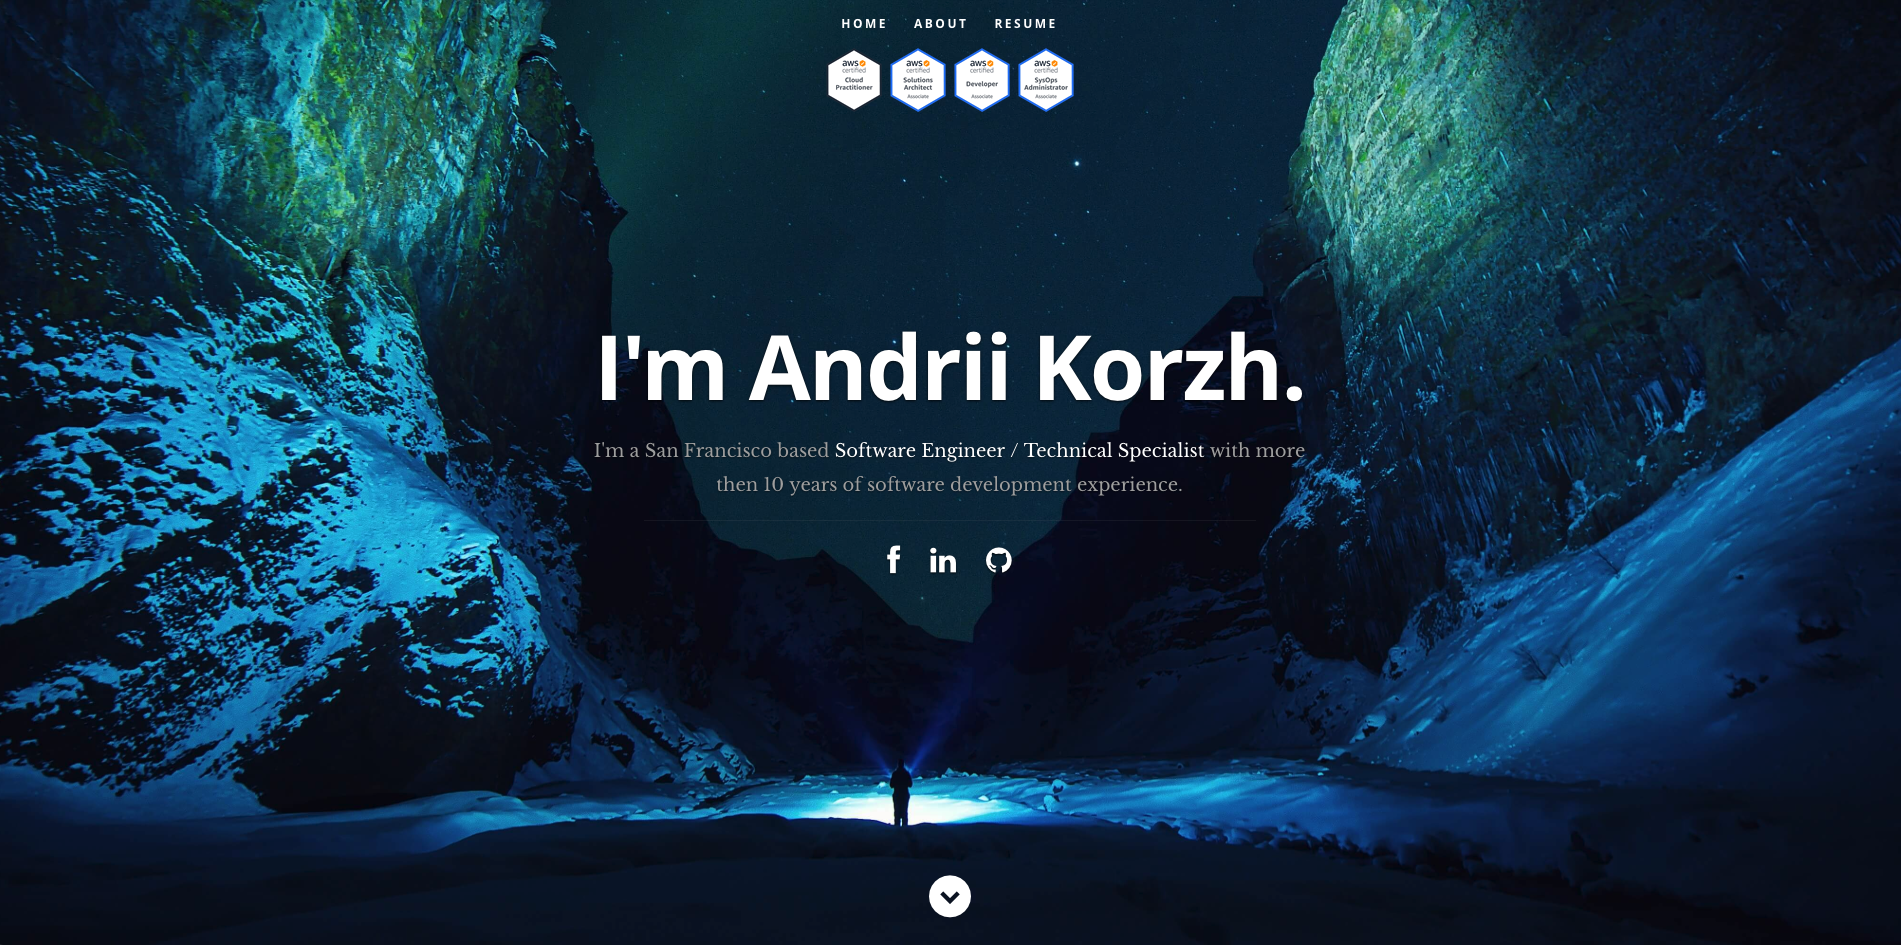 HOME ABOUT RESUME
aws certified Cloud Practitioner
aws certified Solutions Architect Associate
aws certified Developer Associate
aws certified SysOps Administrator Associate
I'm Andrii Korzh.
I'm a San Francisco based Software Engineer / Technical Specialist with more
then 10 years of software development experience.
f in